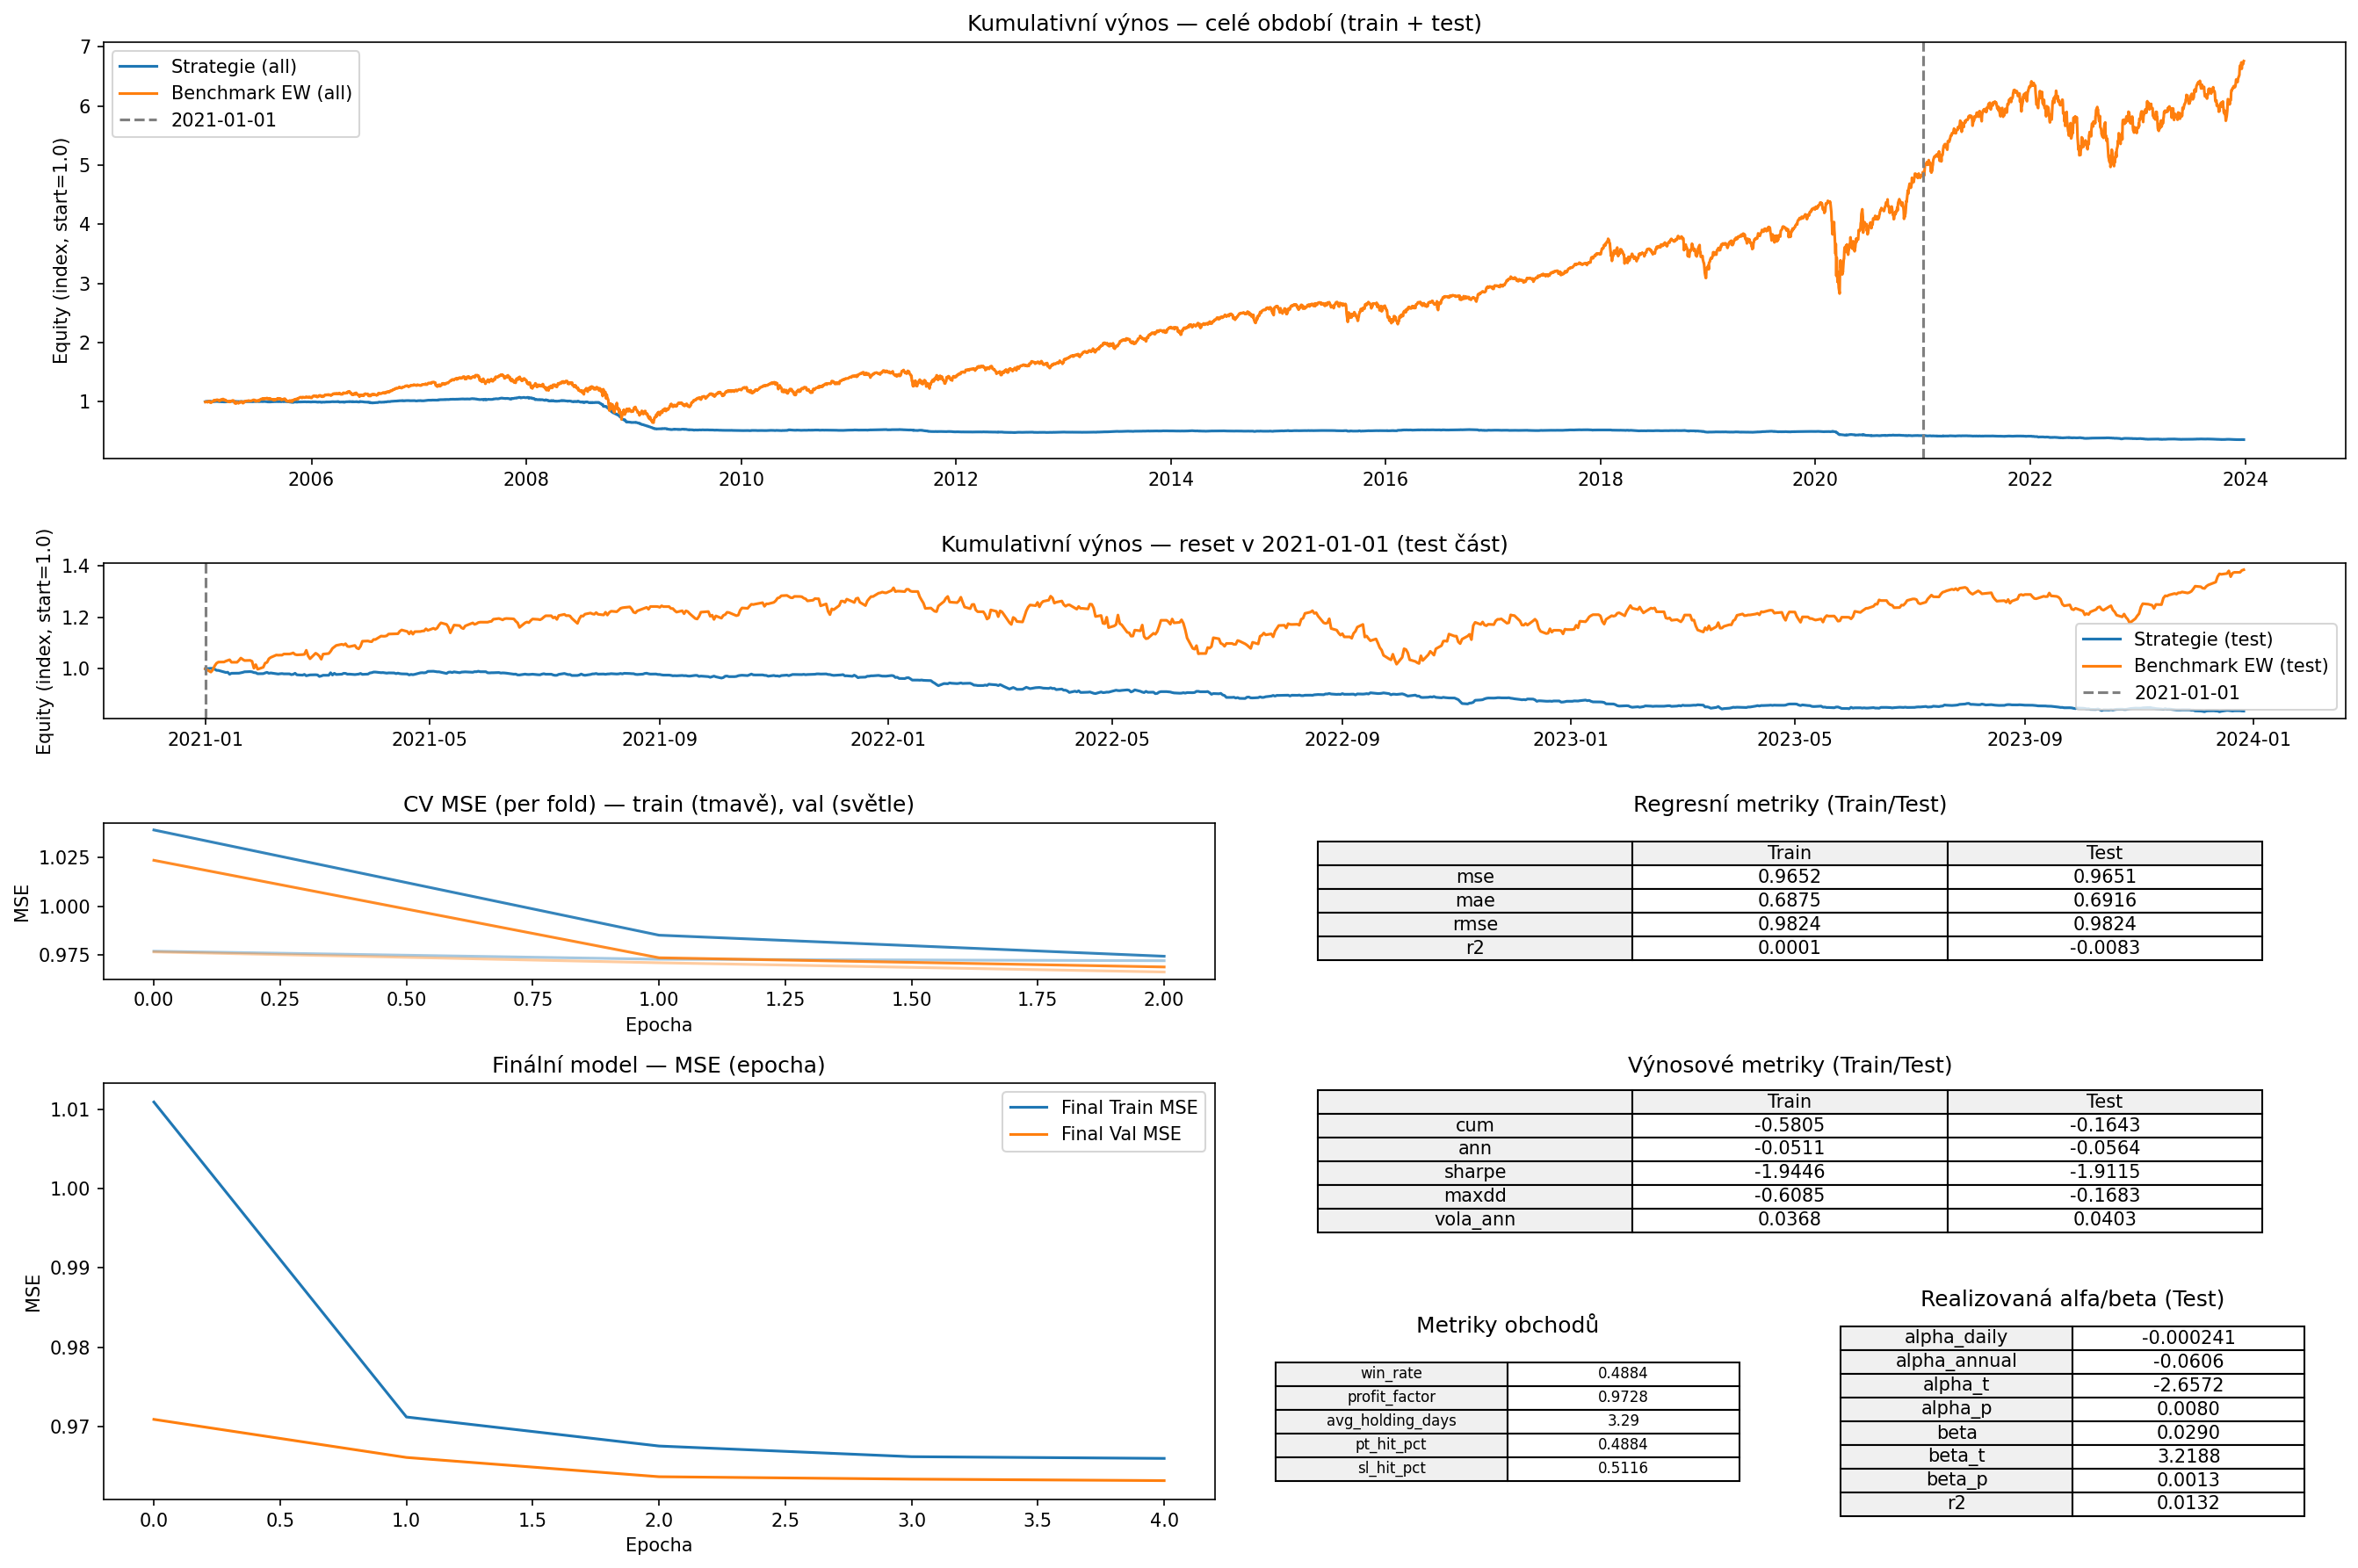 Kumulativní výnos — celé období (train + test)
Equity (index, start=1.0)
7
6
5
4
3
2
1
Strategie (all)
Benchmark EW (all)
2021-01-01
2006 2008 2010 2012 2014 2016 2018 2020 2022 2024
Kumulativní výnos — reset v 2021-01-01 (test část)
Equity (index, start=1.0)
1.4
1.2
1.0
Strategie (test)
Benchmark EW (test)
2021-01-01
2021-01 2021-05 2021-09 2022-01 2022-05 2022-09 2023-01 2023-05 2023-09 2024-01
CV MSE (per fold) — train (tmavě), val (světle)
MSE
1.025
1.000
0.975
0.00 0.25 0.50 0.75 1.00 1.25 1.50 1.75 2.00
Epocha
Regresní metriky (Train/Test)
Train Test
mse 0.9652 0.9651
mae 0.6875 0.6916
rmse 0.9824 0.9824
r2 0.0001 -0.0083
Finální model — MSE (epocha)
MSE
1.01
1.00
0.99
0.98
0.97
Final Train MSE
Final Val MSE
0.0 0.5 1.0 1.5 2.0 2.5 3.0 3.5 4.0
Epocha
Výnosové metriky (Train/Test)
Train Test
cum -0.5805 -0.1643
ann -0.0511 -0.0564
sharpe -1.9446 -1.9115
maxdd -0.6085 -0.1683
vola_ann 0.0368 0.0403
Metriky obchodů
win_rate 0.4884
profit_factor 0.9728
avg_holding_days 3.29
pt_hit_pct 0.4884
sl_hit_pct 0.5116
Realizovaná alfa/beta (Test)
alpha_daily -0.000241
alpha_annual -0.0606
alpha_t -2.6572
alpha_p 0.0080
beta 0.0290
beta_t 3.2188
beta_p 0.0013
r2 0.0132